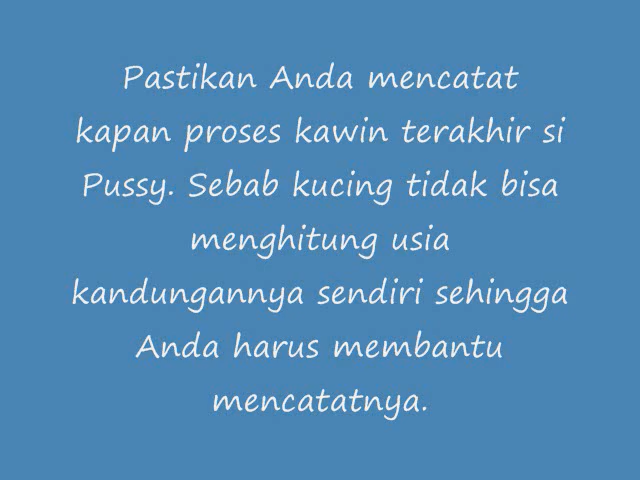 Pastikan Anda mencatat
kapan proses kawin terakhir si
Pussy. Sebab kucing tidak bisa
menghitung usia
kandungannya sendiri sehingga
Anda harus membantu
mencatatnya.